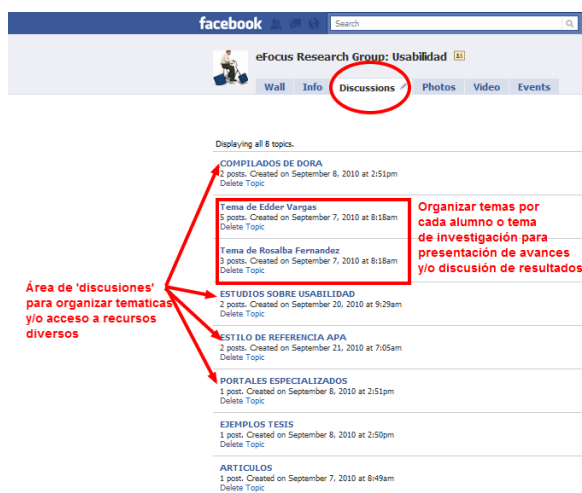 facebook
Search
eFocus Research Group: Usabilidad
Wall Info Discussions Photos Video Events
Displaying all 8 topics.
COMPILADOS DE DORA
2 posts. Created on September 8, 2010 at 2:51pm
Delete Topic
Tema de Edder Vargas
5 posts. Created on September 7, 2010 at 8:18am
Delete Topic
Tema de Rosalba Fernandez
3 posts. Created on September 7, 2010 at 8:18am
Delete Topic
Organizar temas por
cada alumno o tema
de investigación para
presentación de avances
y/o discusión de resultados
Área de 'discusiones'
para organizar tematicas
y/o acceso a recursos
diversos
ESTUDIOS SOBRE USABILIDAD
2 posts. Created on September 20, 2010 at 9:29am
Delete Topic
ESTILO DE REFERENCIA APA
2 posts. Created on September 21, 2010 at 7:05am
Delete Topic
PORTALES ESPECIALIZADOS
1 post. Created on September 8, 2010 at 2:51pm
Delete Topic
EJEMPLOS TESIS
1 post. Created on September 8, 2010 at 2:50pm
Delete Topic
ARTICULOS
1 post. Created on September 7, 2010 at 8:49am
Delete Topic